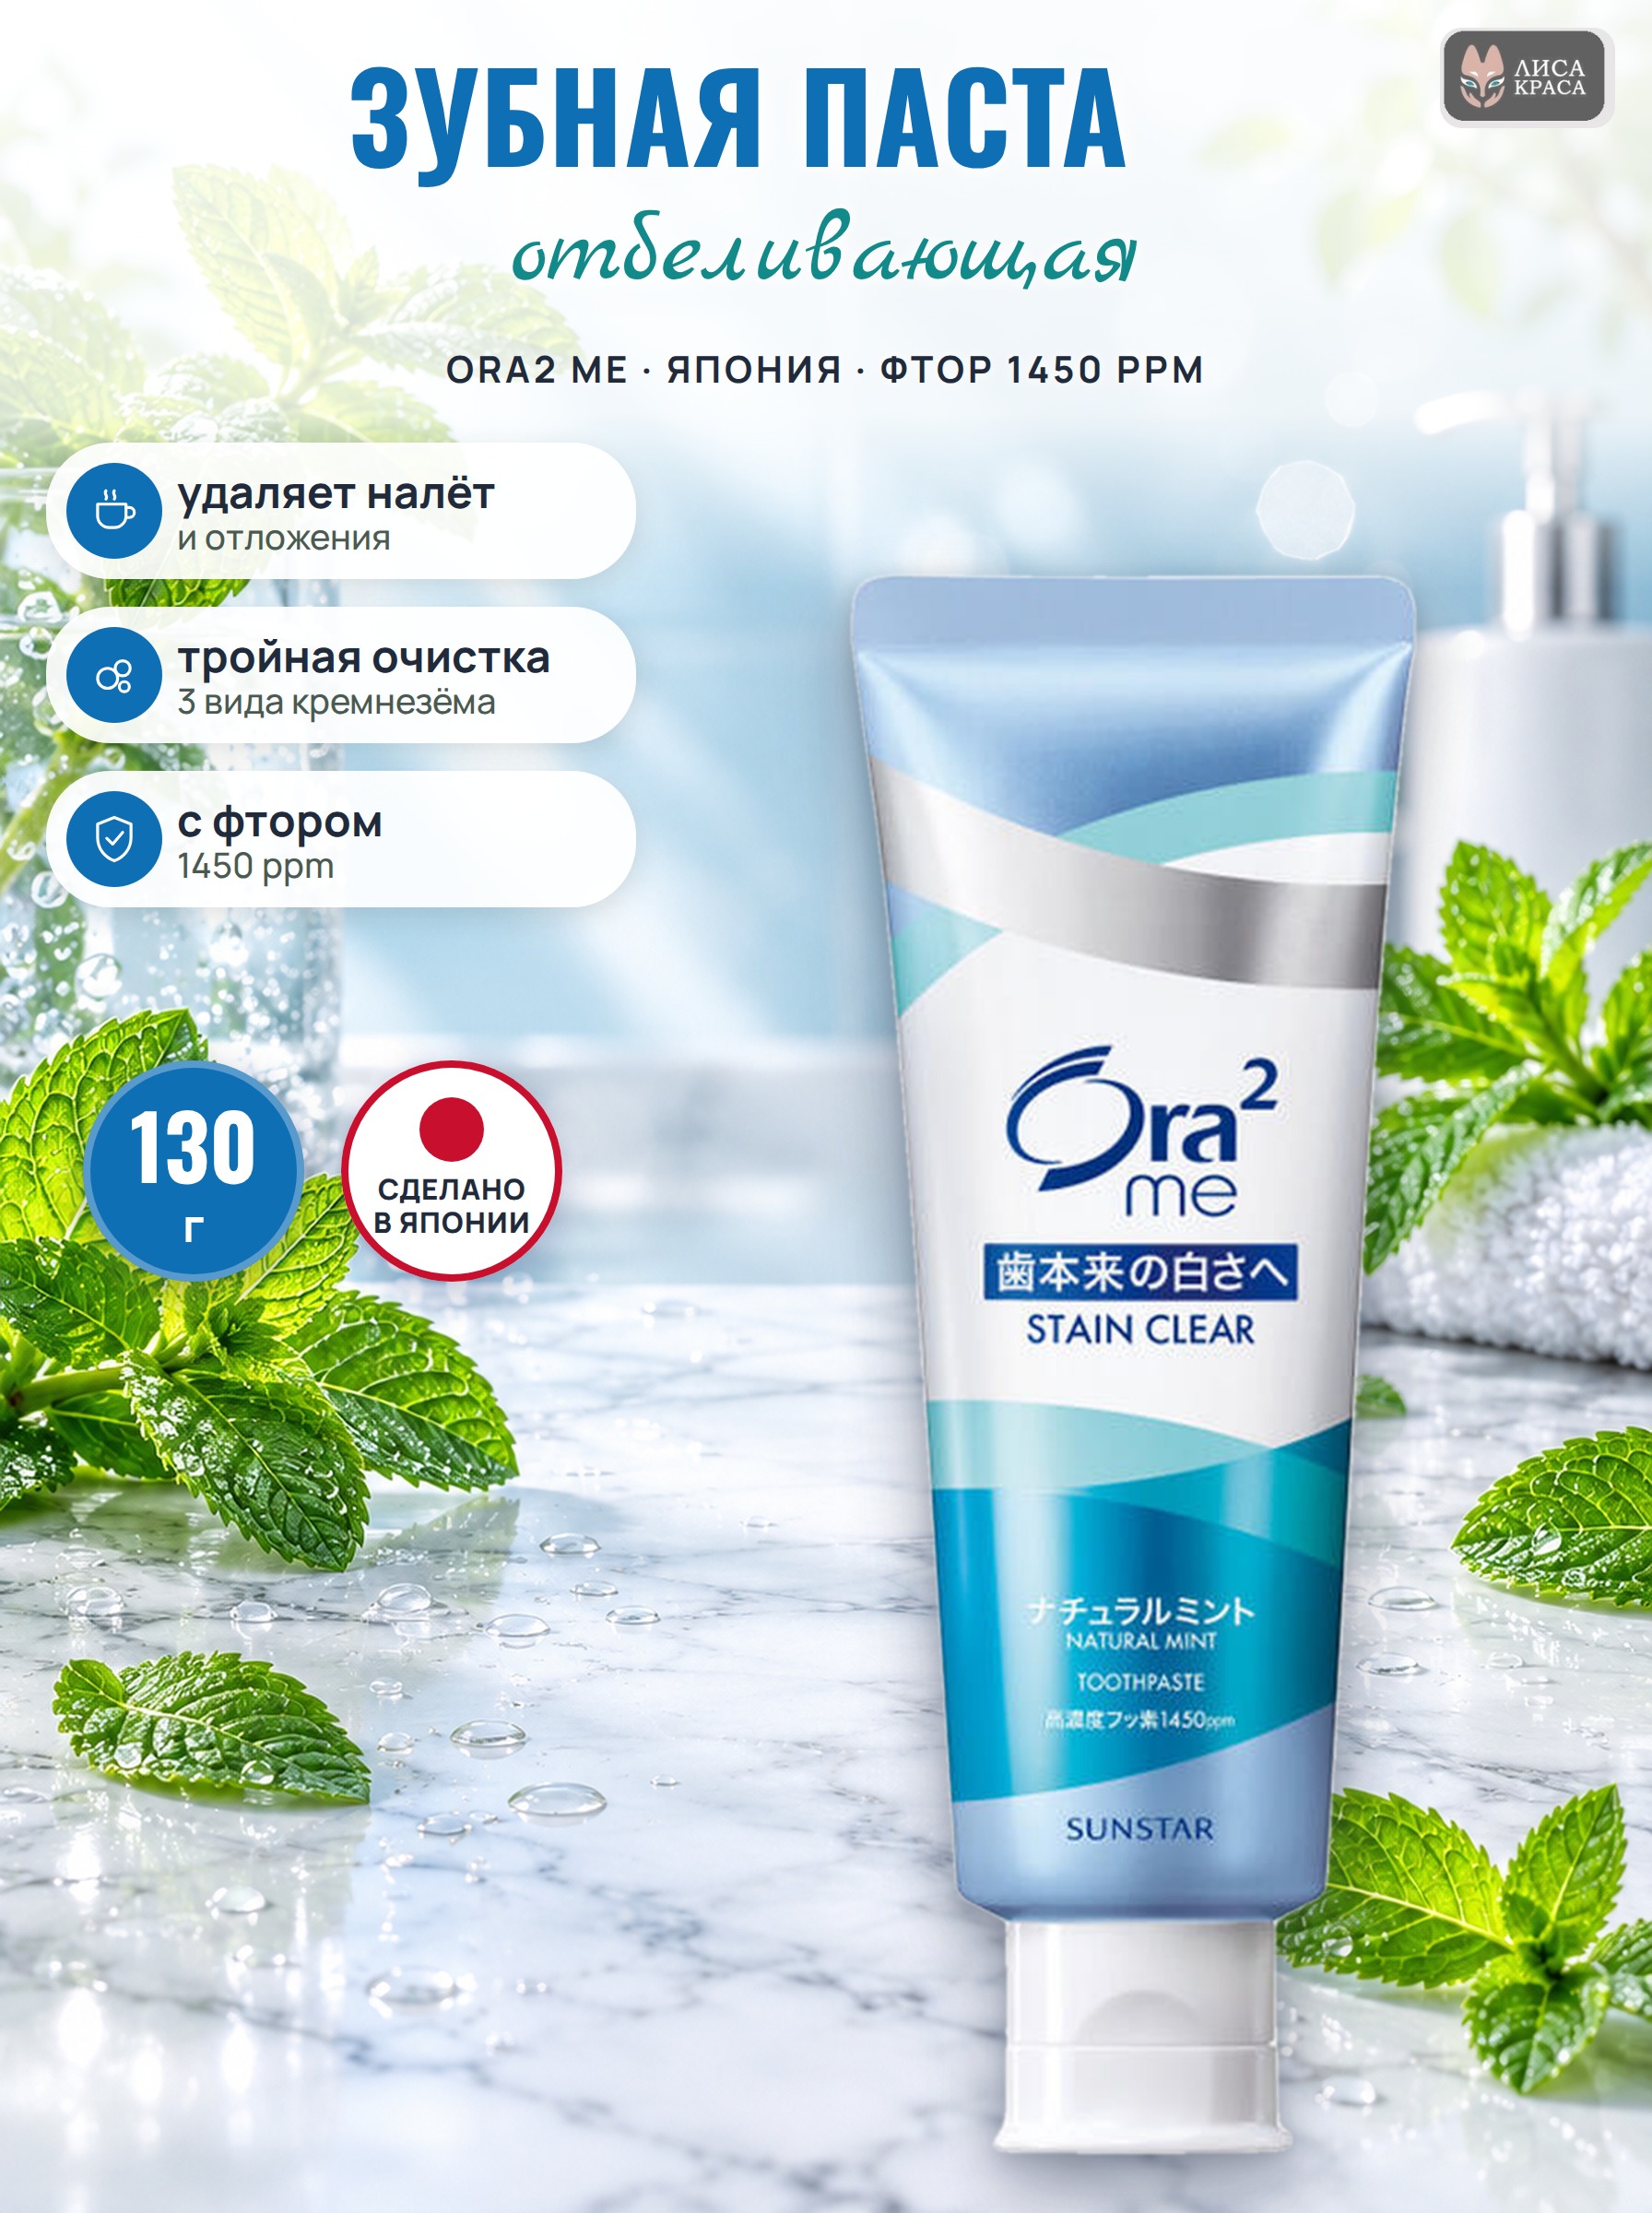 ЛИСА
КРАСА
ЗУБНАЯ ПАСТА
отбеливающая
ORA2 ME · ЯПОНИЯ · ФТОР 1450 PPM
удаляет налёт
и отложения
тройная очистка
3 вида кремнезёма
с фтором
1450 ppm
130
г
СДЕЛАНО
В ЯПОНИИ
Ora2
me
歯本来の白さへ
STAIN CLEAR
ナチュラルミント
NATURAL MINT
TOOTHPASTE
高濃度フッ素1450ppm
SUNSTAR